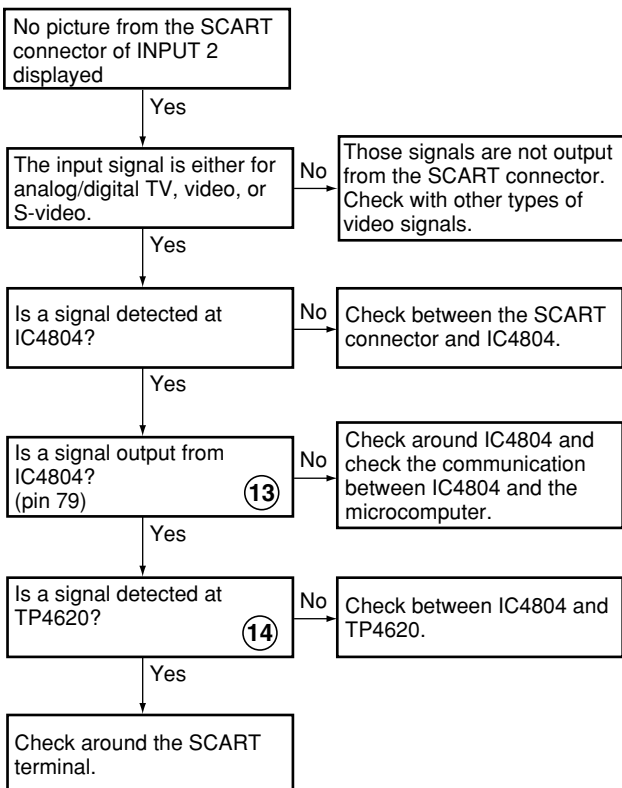 No picture from the SCART
connector of INPUT 2
displayed
Yes
The input signal is either for
analog/digital TV, video, or
S-video.
No
Those signals are not output
from the SCART connector.
Check with other types of
video signals.
Yes
Is a signal detected at
IC4804?
No
Check between the SCART
connector and IC4804.
Yes
Is a signal output from
IC4804?
(pin 79)
13
No
Check around IC4804 and
check the communication
between IC4804 and the
microcomputer.
Yes
Is a signal detected at
TP4620?
14
No
Check between IC4804 and
TP4620.
Yes
Check around the SCART
terminal.